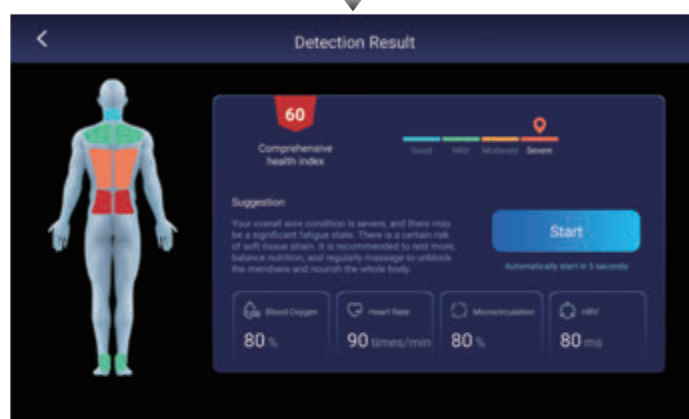 Detection Result
60
Comprehensive
health index
Good Mild Moderate Severe
Suggestion
Your overall sore condition is severe, and there may
be a significant fatigue state. There is a certain risk
of soft tissue strain. It is recommended to rest more,
balance nutrition, and regularly massage to unblock
the meridians and nourish the whole body.
Start
Automatically start in 5 seconds
Blood Oxygen
80 %
Heart Rate
90 times/min
Microcirculation
80 %
HRV
80 ms